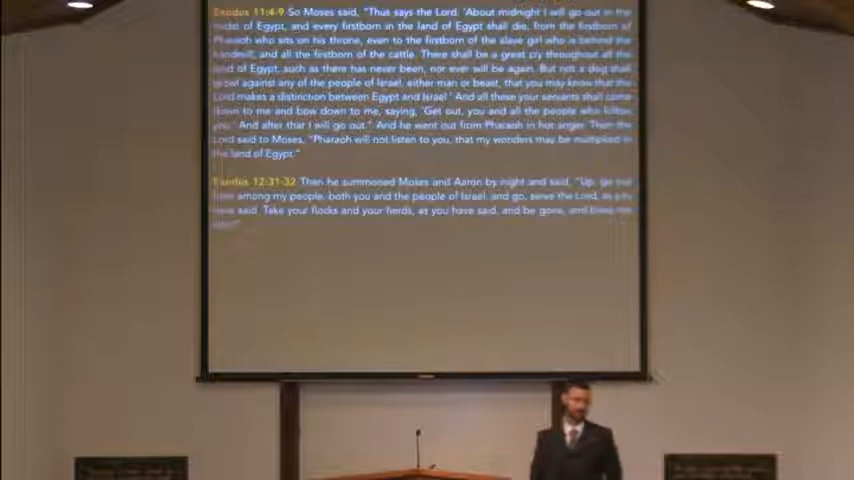 Exodus 11:4-9 So Moses said, "Thus says the Lord, 'About midnight I will go out in the
midst of Egypt, and every firstborn in the land of Egypt shall die, from the firstborn of
Pharaoh who sits on his throne, even to the firstborn of the slave girl who is behind the
handmill, and all the firstborn of the cattle. There shall be a great cry throughout all the
land of Egypt, such as there has never been, nor ever will be again. But not a dog shall
growl against any of the people of Israel, either man or beast, that you may know that the
Lord makes a distinction between Egypt and Israel.' And all these your servants shall come
down to me and bow down to me, saying, 'Get out, you and all the people who follow
you.' And after that I will go out." And he went out from Pharaoh in hot anger. Then the
Lord said to Moses, "Pharaoh will not listen to you, that my wonders may be multiplied in
the land of Egypt."
Exodus 12:31-32 Then he summoned Moses and Aaron by night and said, "Up, go out
from among my people, both you and the people of Israel; and go, serve the Lord, as you
have said. Take your flocks and your herds, as you have said, and be gone, and bless me